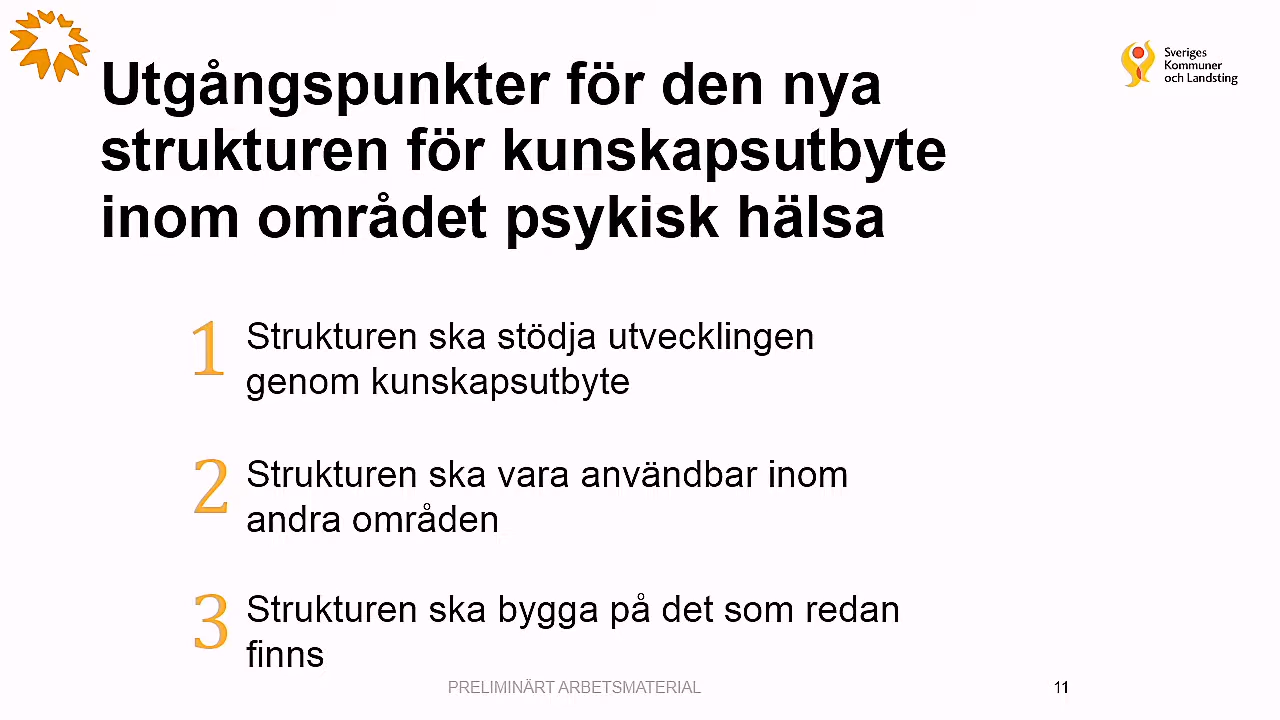 Utgångspunkter för den nya
strukturen för kunskapsutbyte
inom området psykisk hälsa
Sveriges
Kommuner
och Landsting
1 Strukturen ska stödja utvecklingen
genom kunskapsutbyte
2 Strukturen ska vara användbar inom
andra områden
3 Strukturen ska bygga på det som redan
finns
PRELIMINÄRT ARBETSMATERIAL
11